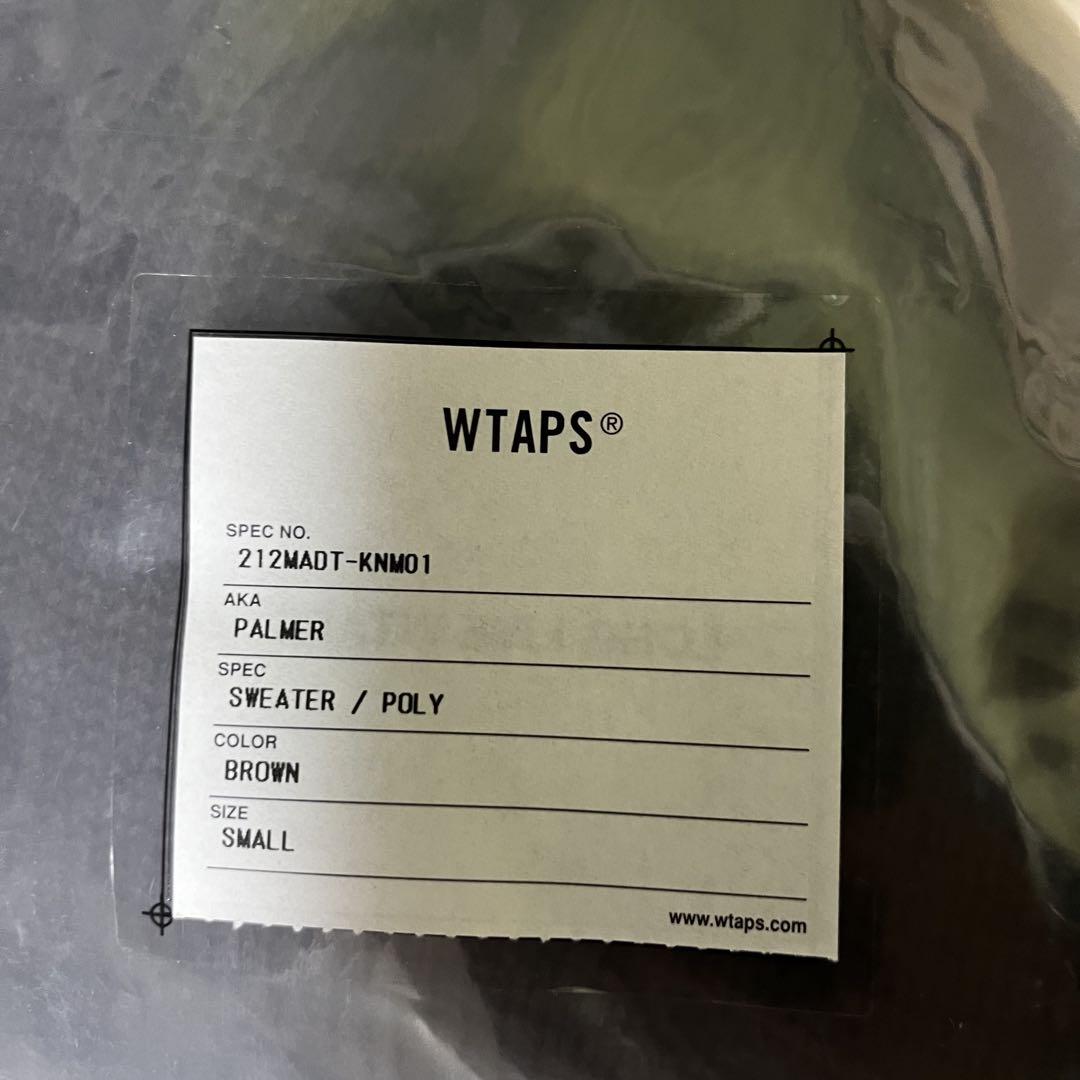 WTAPS®
SPEC NO.
212MADT-KNM01
AKA
PALMER
SPEC
SWEATER / POLY
COLOR
BROWN
SIZE
SMALL
www.wtaps.com